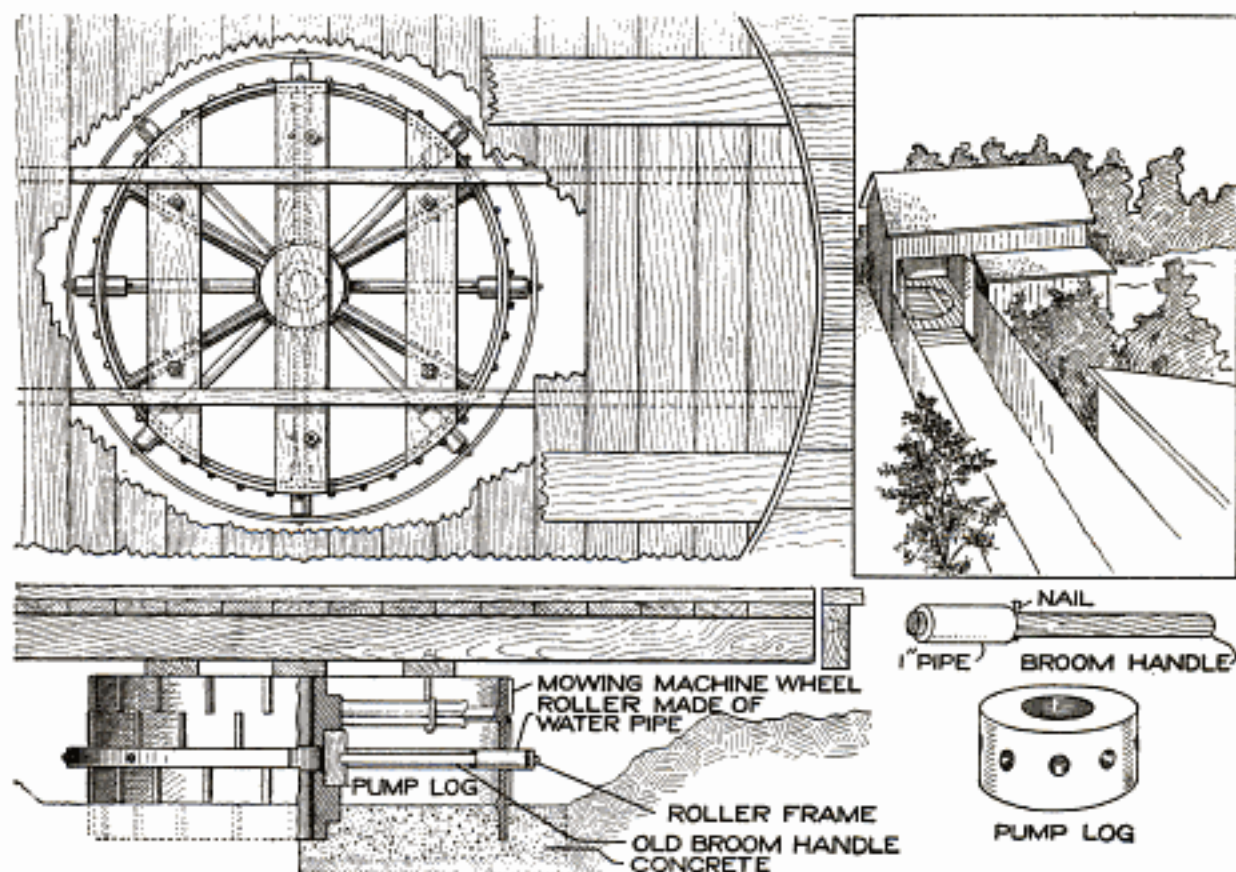 NAIL
1" PIPE
BROOM HANDLE
MOWING MACHINE WHEEL
ROLLER MADE OF
WATER PIPE
PUMP LOG
ROLLER FRAME
OLD BROOM HANDLE
CONCRETE
PUMP LOG